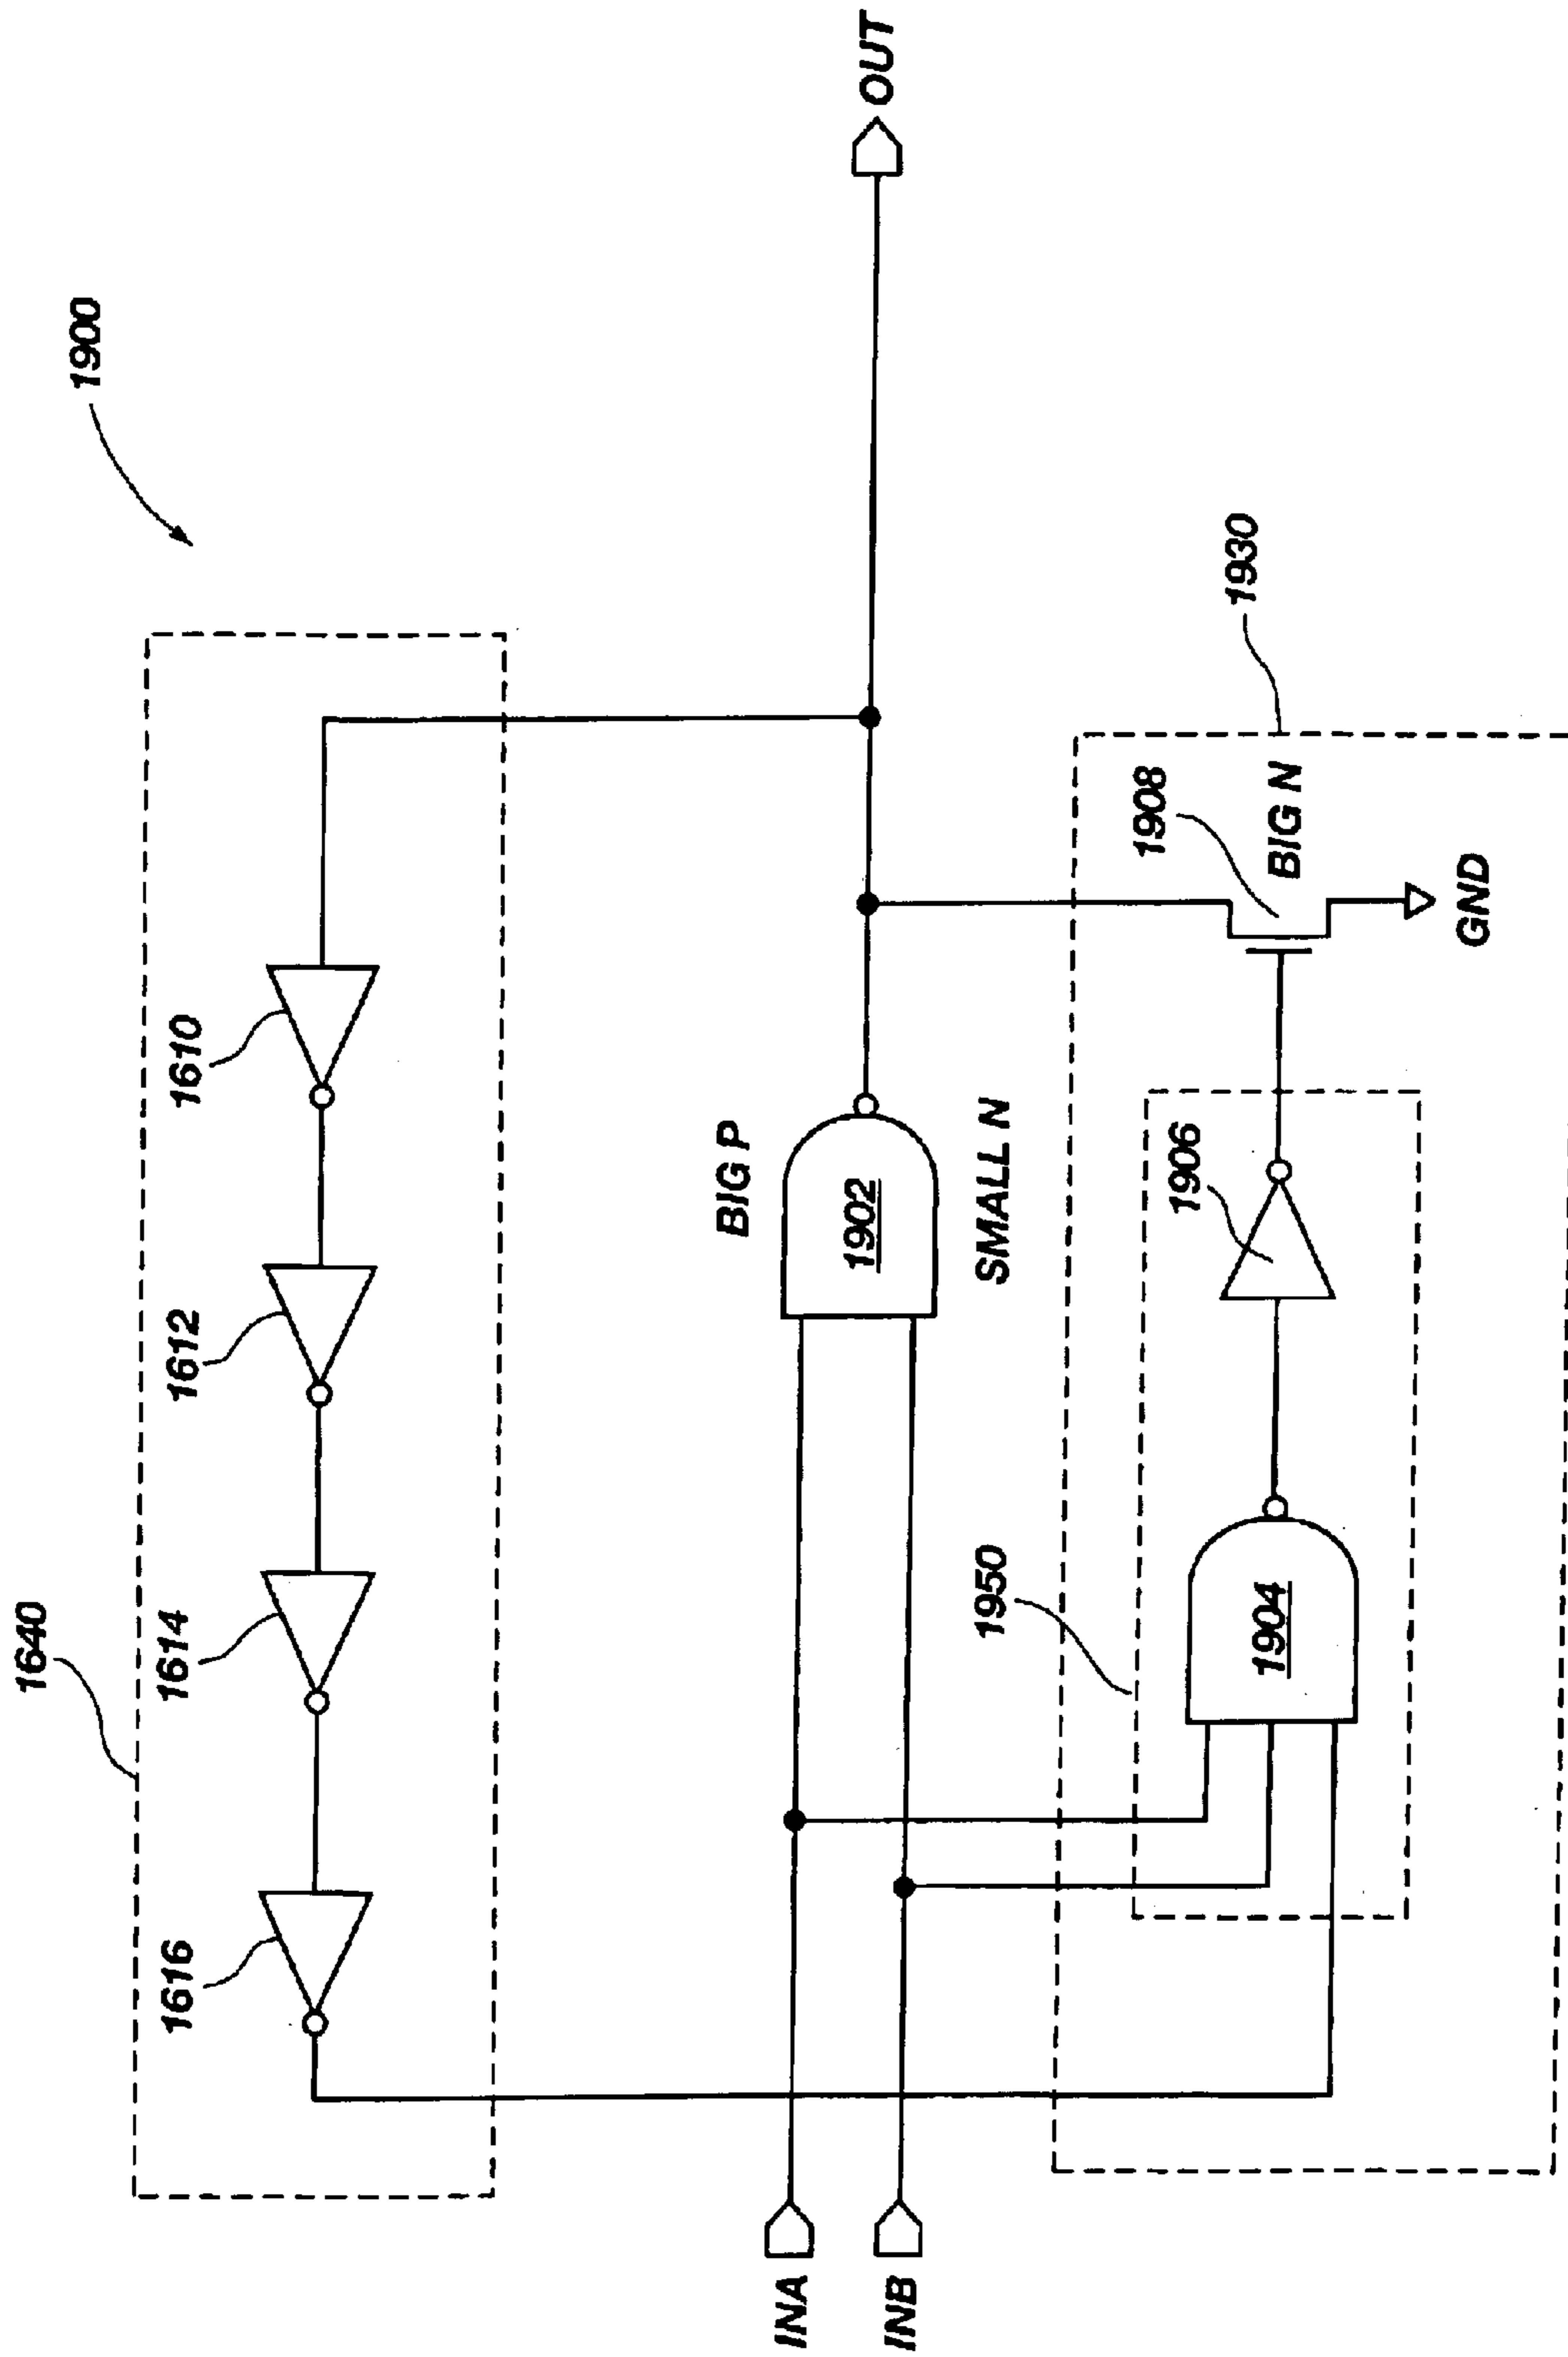 1900
1640
1616
1614
1612
1610
BIG P
1902
SMALL N
OUT
INA
INB
1950
1904
1906
1908
BIG N
1930
GND